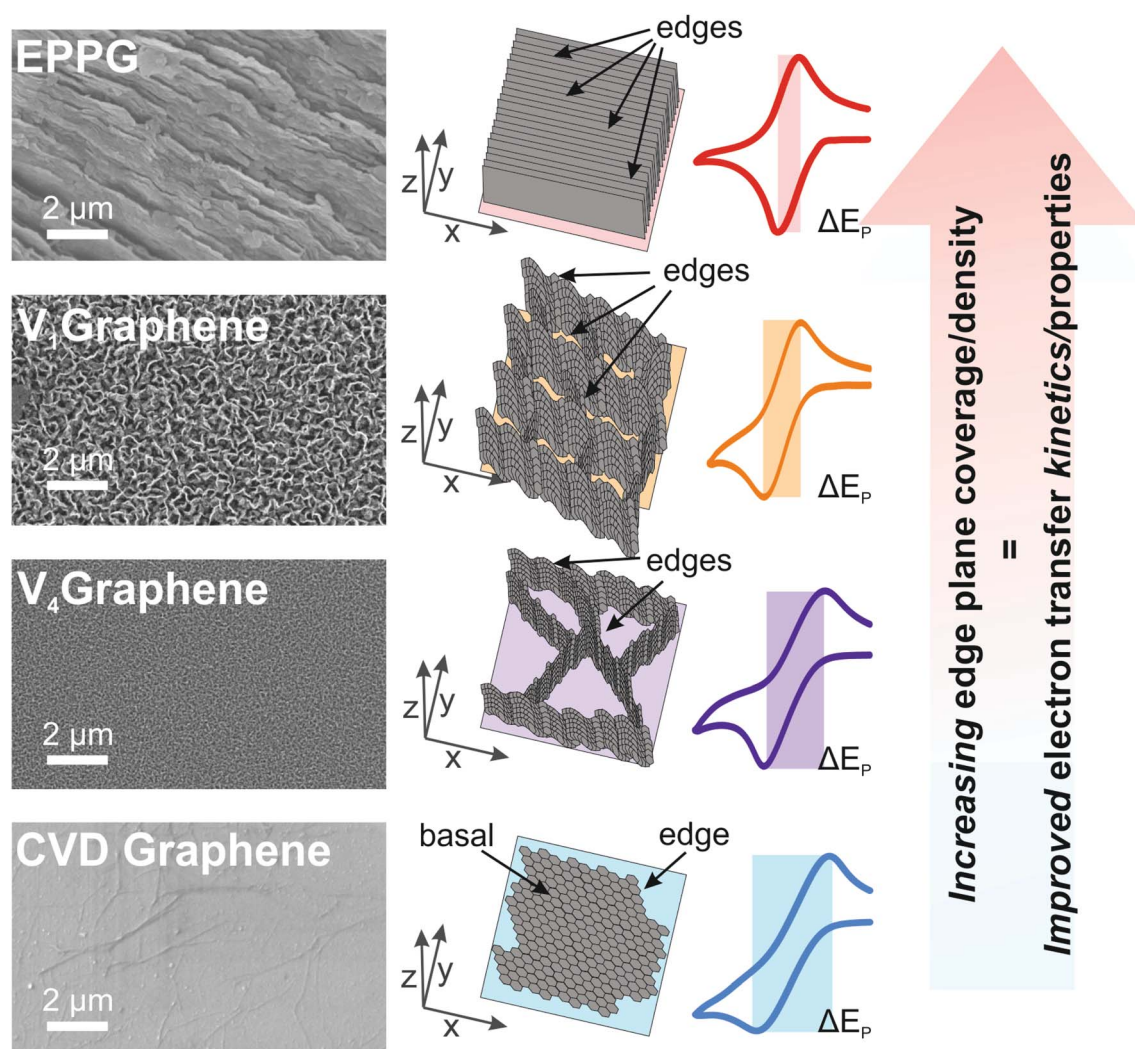 EPPG
2 μm
edges
z
y
x
ΔEₚ
V₁Graphene
2 μm
edges
z
y
x
ΔEₚ
V₄Graphene
2 μm
edges
z
y
x
ΔEₚ
CVD Graphene
2 μm
basal
edge
z
y
x
ΔEₚ
Increasing edge plane coverage/density
=
Improved electron transfer kinetics/properties